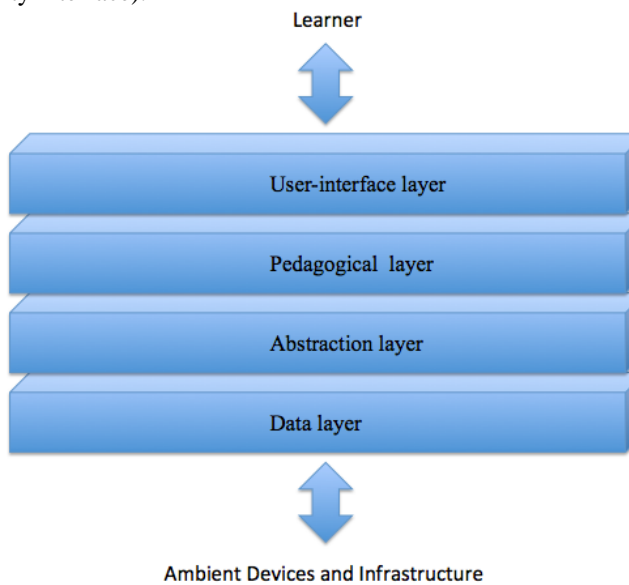 Learner
User-interface layer
Pedagogical layer
Abstraction layer
Data layer
Ambient Devices and Infrastructure